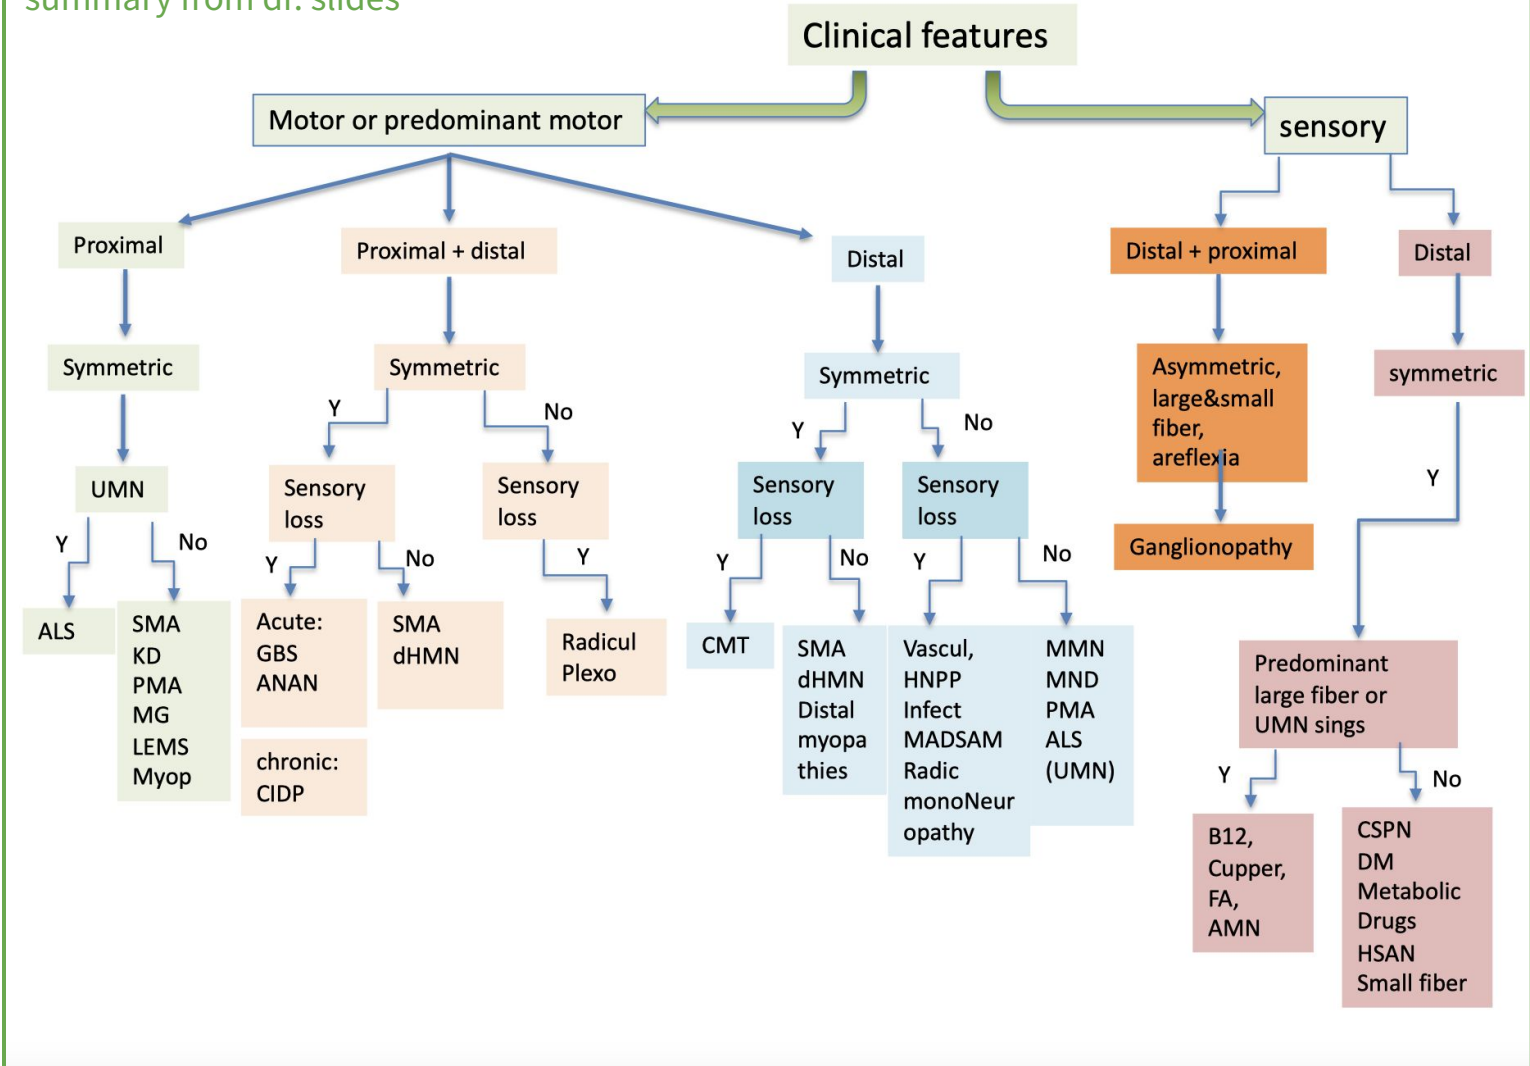 summary from dr. slides
Clinical features
Motor or predominant motor
sensory
Proximal
Proximal + distal
Distal
Distal + proximal
Distal
Symmetric
Symmetric
Symmetric
Asymmetric,
large&small
fiber,
areflexia
symmetric
Y
No
Y
No
Y
UMN
Sensory
loss
Sensory
loss
Sensory
loss
Sensory
loss
Ganglionopathy
Y
No
Y
No
Y
Y
No
Y
No
ALS
SMA
KD
PMA
MG
LEMS
Myop
Acute:
GBS
ANAN
chronic:
CIDP
SMA
dHMN
Radicul
Plexo
CMT
SMA
dHMN
Distal
myopa
thies
Vascul,
HNPP
Infect
MADSAM
Radic
monoNeur
opathy
MMN
MND
PMA
ALS
(UMN)
Predominant
large fiber or
UMN sings
Y
No
B12,
Cupper,
FA,
AMN
CSPN
DM
Metabolic
Drugs
HSAN
Small fiber